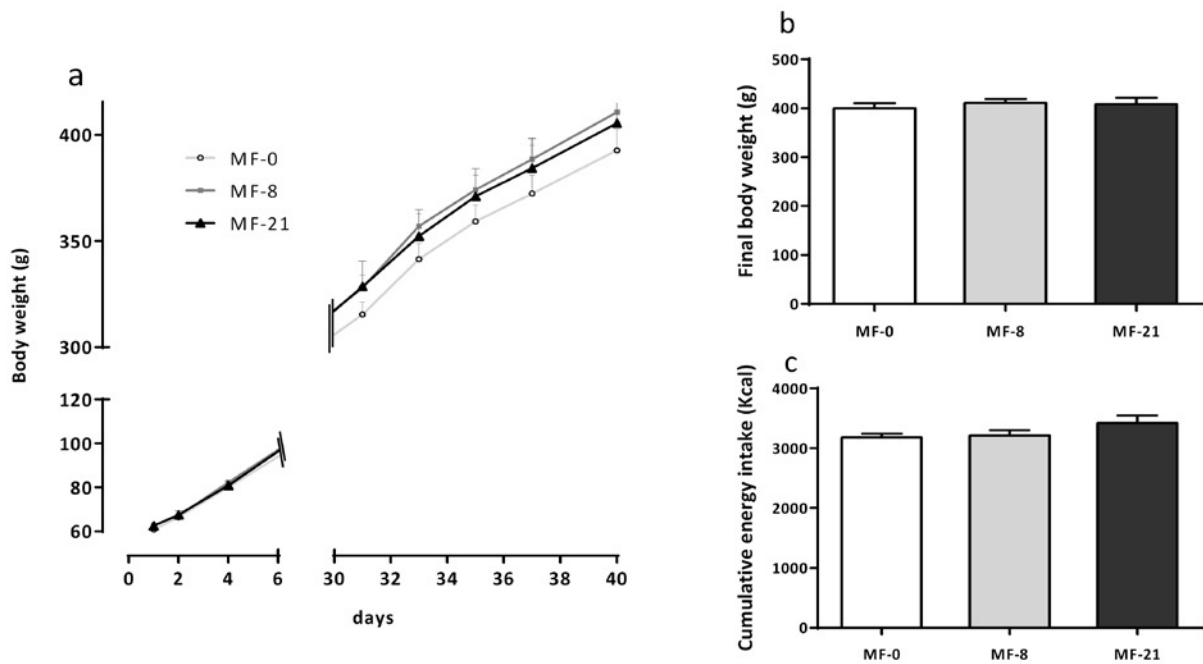 a
Body weight (g)
400
350
300
120
100
80
60
MF-0
MF-8
MF-21
0 2 4 6 30 32 34 36 38 40
days
b
Final body weight (g)
500
400
300
200
100
0
MF-0 MF-8 MF-21
c
Cumulative energy intake (Kcal)
4000
3000
2000
1000
0
MF-0 MF-8 MF-21